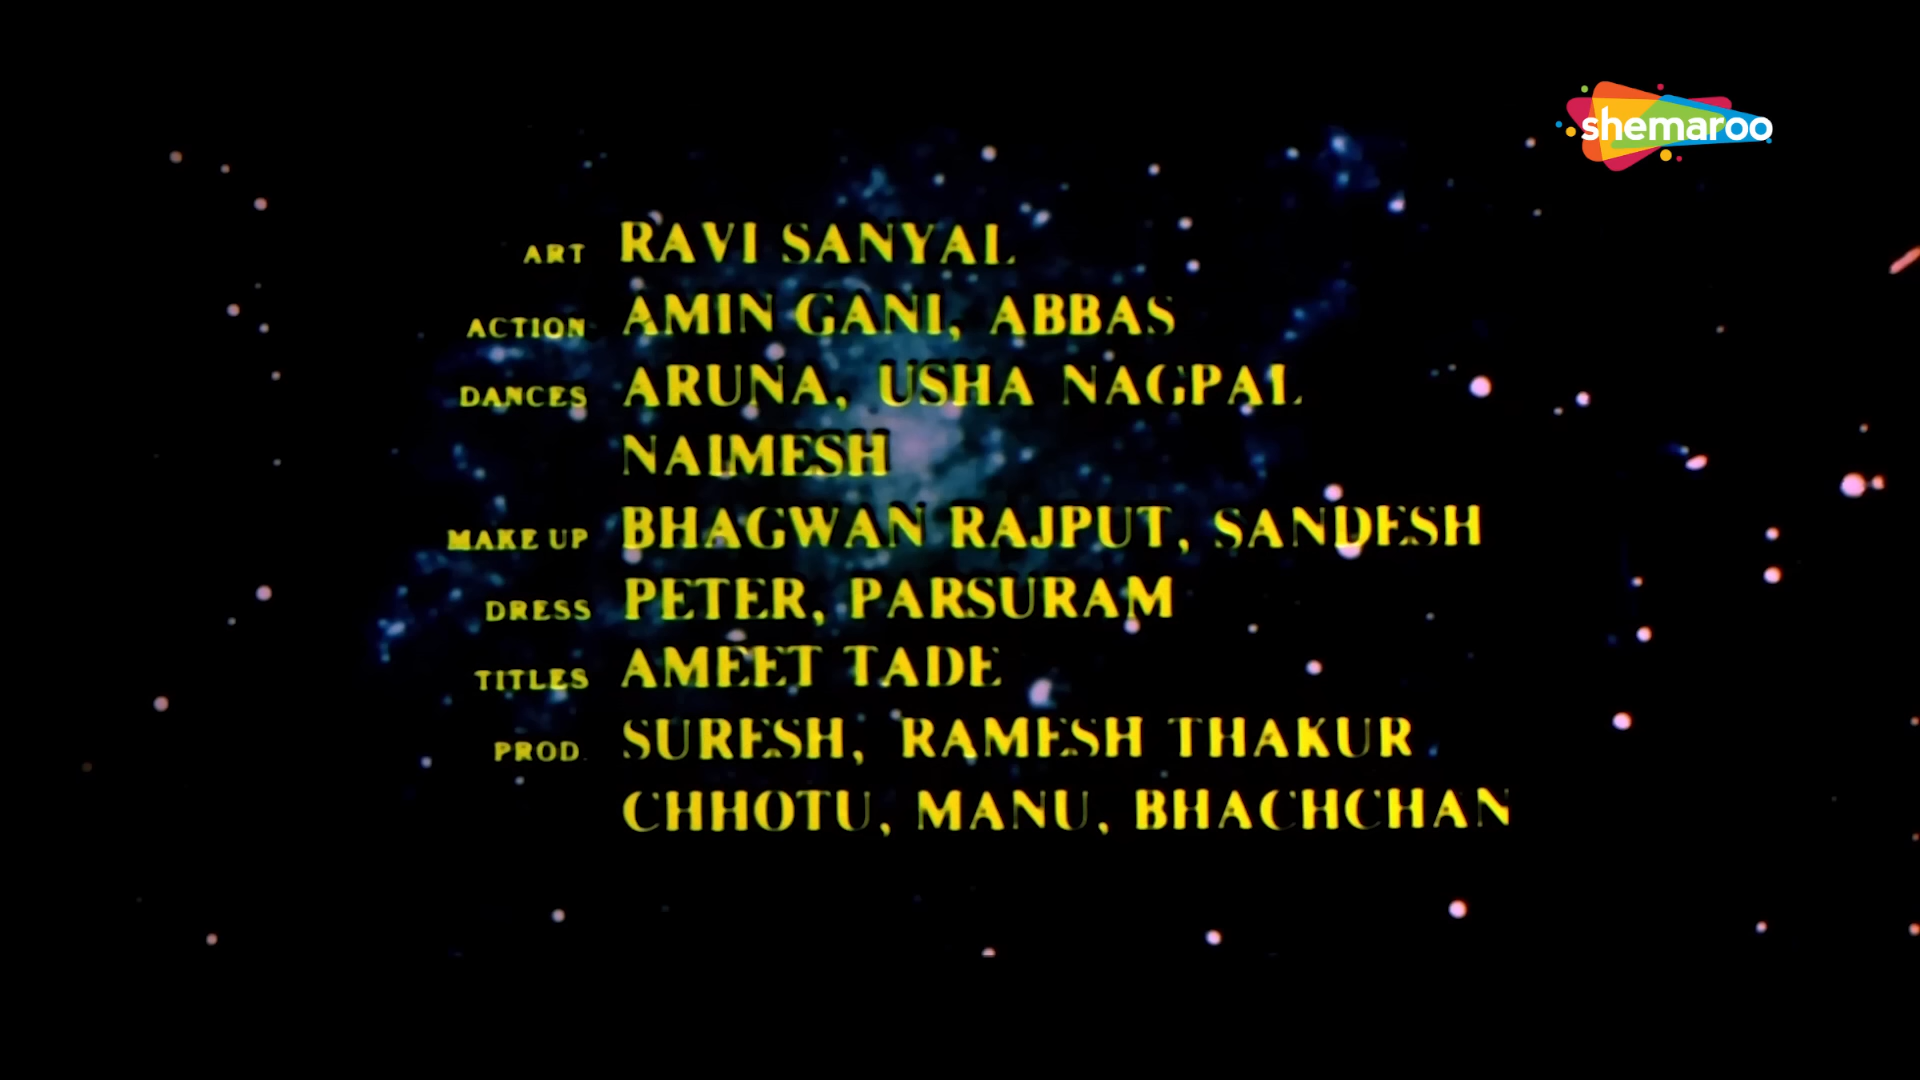 shemaroo
ART RAVI SANYAL
ACTION AMIN GANI, ABBAS
DANCES ARUNA, USHA NAGPAL
NAIMESH
MAKE UP BHAGWAN RAJPUT, SANDESH
DRESS PETER, PARSURAM
TITLES AMEET TADE
PROD. SURESH, RAMESH THAKUR
CHHOTU, MANU, BHACHCHAN